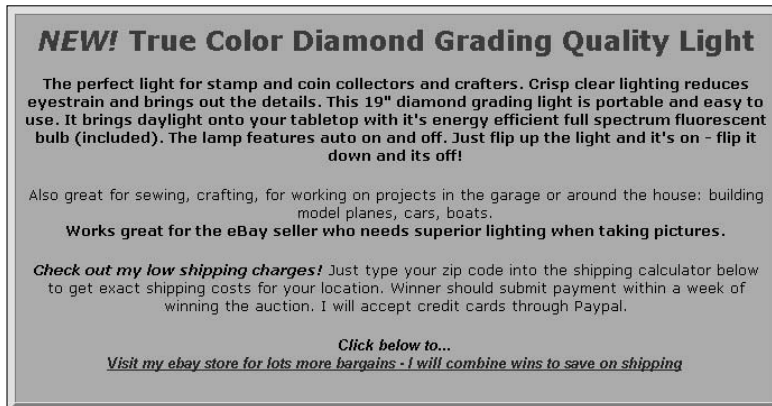 NEW! True Color Diamond Grading Quality Light
The perfect light for stamp and coin collectors and crafters. Crisp clear lighting reduces
eyestrain and brings out the details. This 19" diamond grading light is portable and easy to
use. It brings daylight onto your tabletop with it's energy efficient full spectrum fluorescent
bulb (included). The lamp features auto on and off. Just flip up the light and it's on - flip it
down and its off!
Also great for sewing, crafting, for working on projects in the garage or around the house: building
model planes, cars, boats.
Works great for the eBay seller who needs superior lighting when taking pictures.
Check out my low shipping charges! Just type your zip code into the shipping calculator below
to get exact shipping costs for your location. Winner should submit payment within a week of
winning the auction. I will accept credit cards through Paypal.
Click below to...
Visit my ebay store for lots more bargains - I will combine wins to save on shipping